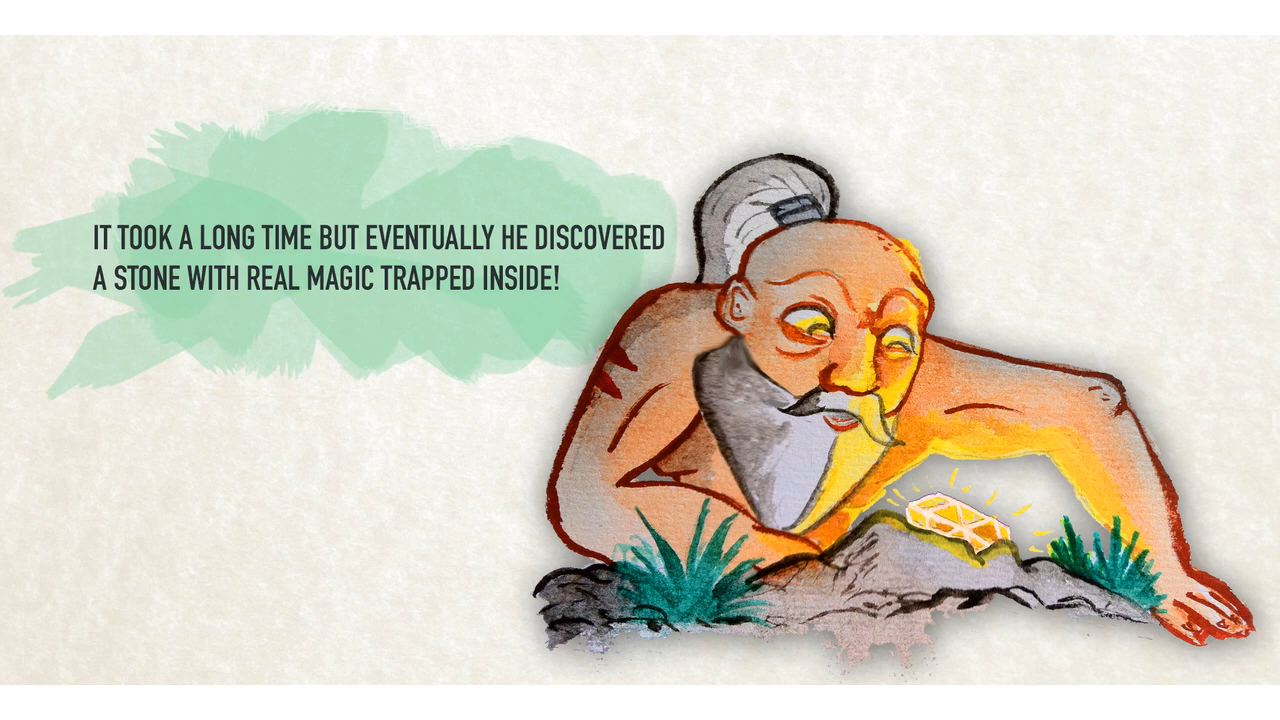 IT TOOK A LONG TIME BUT EVENTUALLY HE DISCOVERED
A STONE WITH REAL MAGIC TRAPPED INSIDE!